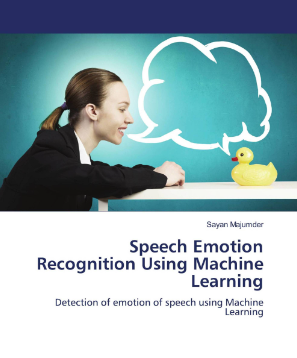 Sayan Majumder
Speech Emotion
Recognition Using Machine
Learning
Detection of emotion of speech using Machine
Learning